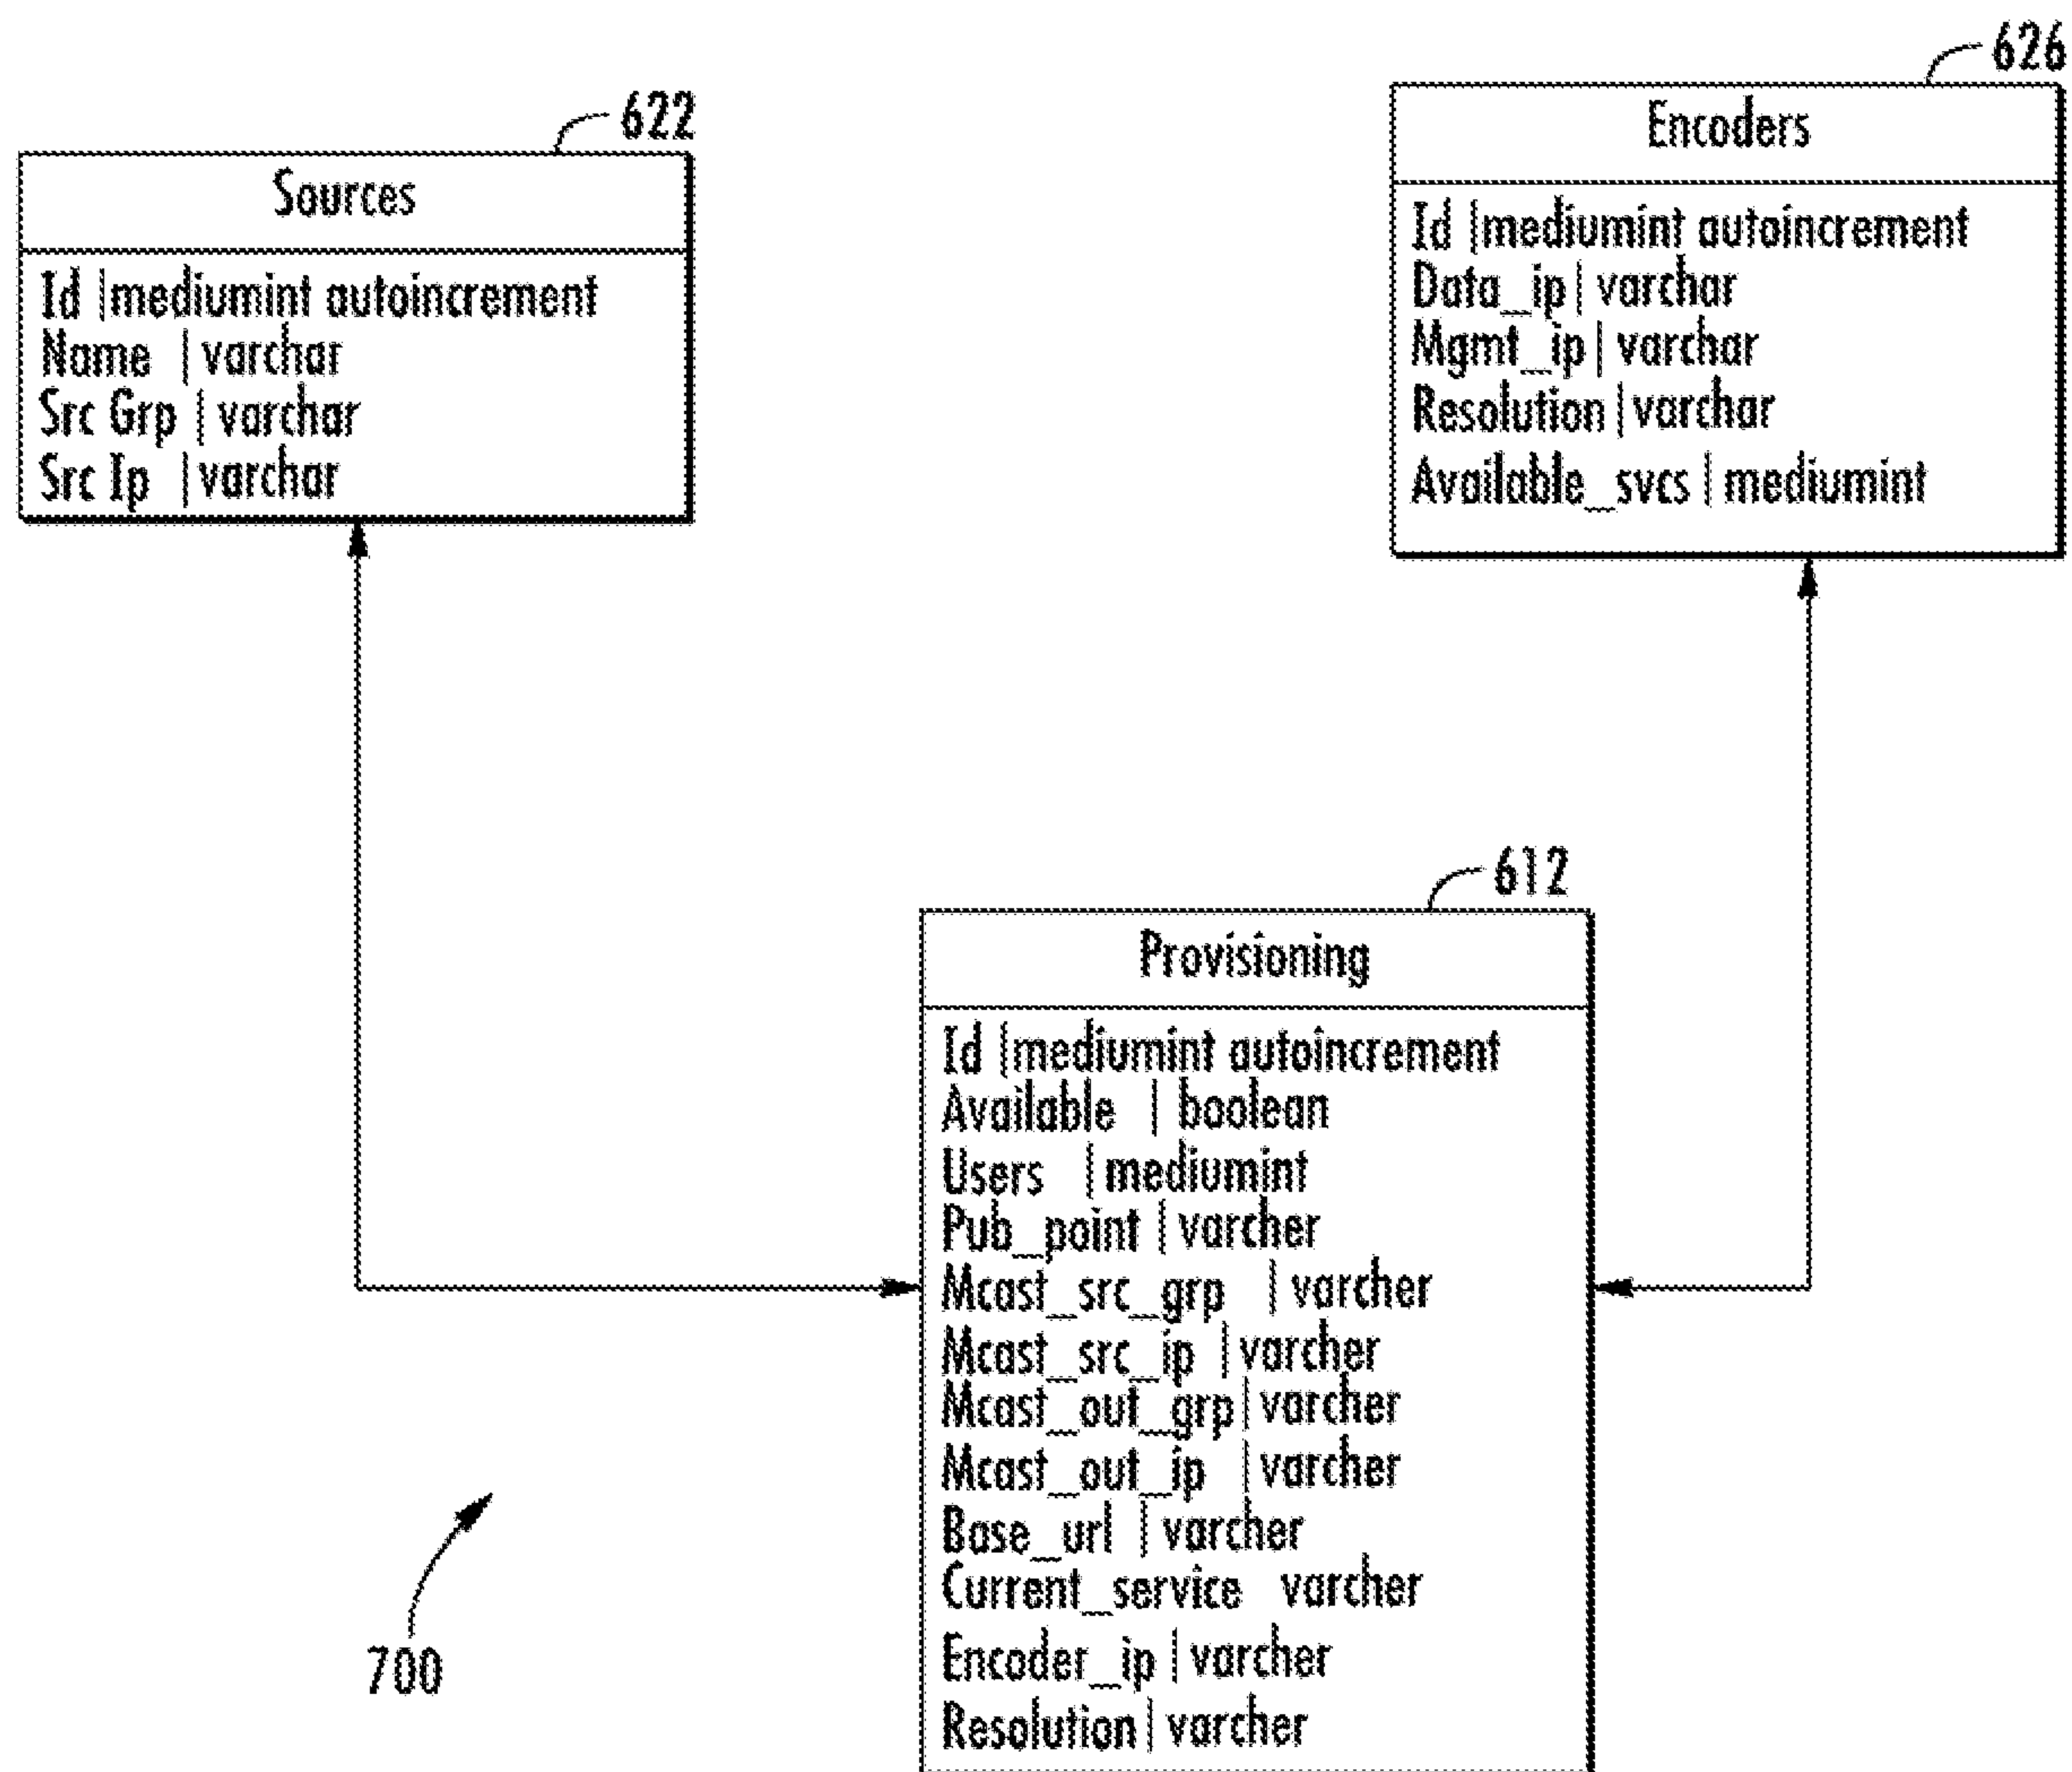 622
Sources
Id |mediumint autoincrement
Name | varchar
Src Grp | varchar
Src Ip | varchar
626
Encoders
Id |mediumint autoincrement
Data_ip| varchar
Mgmt_ip| varchar
Resolution|varchar
Available_svcs | mediumint
612
Provisioning
Id |mediumint autoincrement
Available | boolean
Users |mediumint
Pub_point | varcher
Mcast_src_grp | varcher
Mcast_src_ip |varcher
Mcast_out_grp|varcher
Mcast_out_ip |varcher
Base_url | varcher
Current_service varcher
Encoder_ip | varcher
Resolution| varcher
700